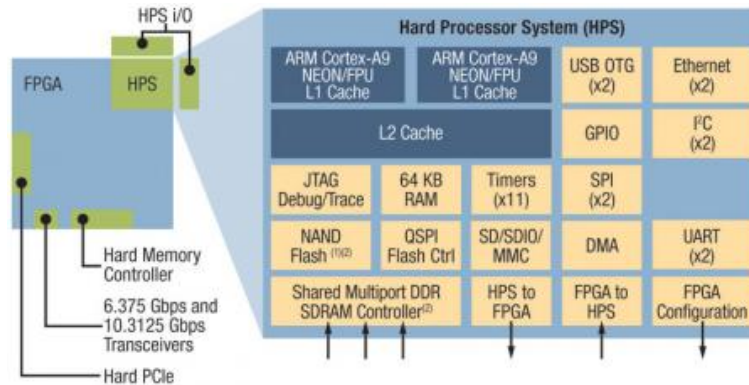 HPS i/O
FPGA
HPS
Hard Memory
Controller
6.375 Gbps and
10.3125 Gbps
Transceivers
Hard PCIe
Hard Processor System (HPS)
ARM Cortex-A9
NEON/FPU
L1 Cache
ARM Cortex-A9
NEON/FPU
L1 Cache
USB OTG
(x2)
Ethernet
(x2)
L2 Cache
GPIO
I²C
(x2)
JTAG
Debug/Trace
64 KB
RAM
Timers
(x11)
SPI
(x2)
NAND
Flash (1)(2)
QSPI
Flash Ctrl
SD/SDIO/
MMC
DMA
UART
(x2)
Shared Multiport DDR
SDRAM Controller(2)
HPS to
FPGA
FPGA to
HPS
FPGA
Configuration